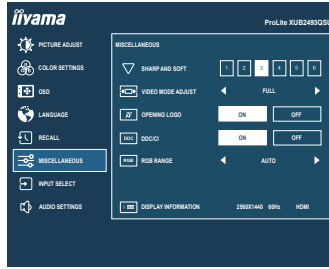 iiyama
ProLite XUB2493QSU
PICTURE ADJUST
MISCELLANEOUS
COLOR SETTINGS
SHARP AND SOFT 1 2 3 4 5 6
OSD
VIDEO MODE ADJUST FULL
LANGUAGE
OPENING LOGO ON OFF
RECALL
DDC DDC/CI ON OFF
MISCELLANEOUS
RGB RGB RANGE AUTO
INPUT SELECT
AUDIO SETTINGS
DISPLAY INFORMATION 2560X1440 60Hz HDMI